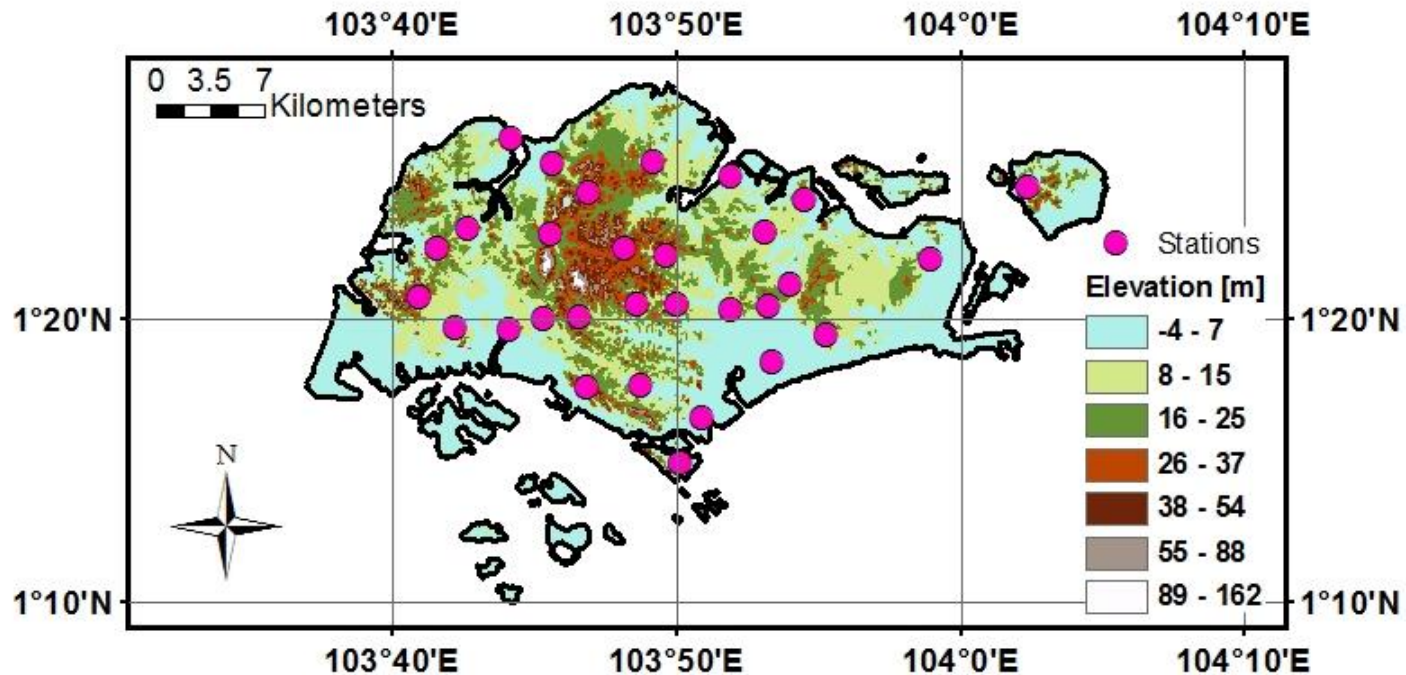 103°40'E 103°50'E 104°0'E 104°10'E
0 3.5 7
Kilometers
Stations
Elevation [m]
1°20'N 1°20'N
-4 - 7
8 - 15
16 - 25
26 - 37
N
38 - 54
55 - 88
89 - 162
1°10'N 1°10'N
103°40'E 103°50'E 104°0'E 104°10'E